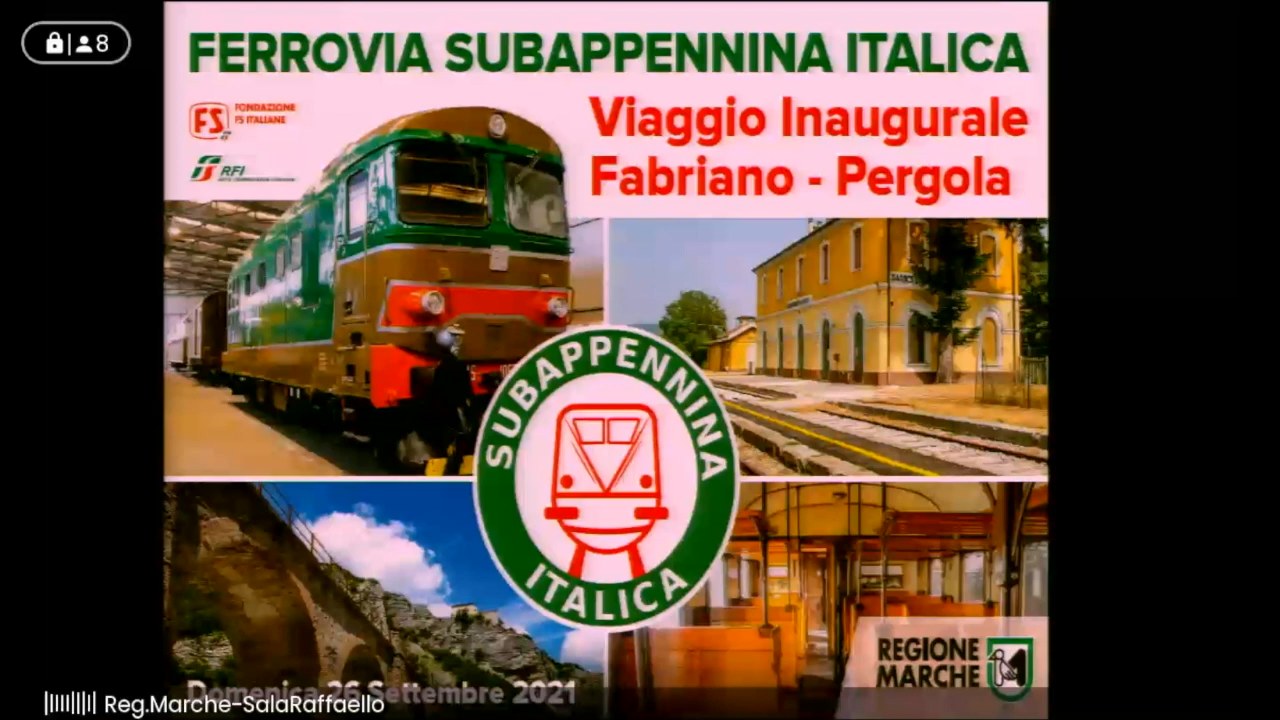 8
FERROVIA SUBAPPENNINA ITALICA
FONDAZIONE
FS ITALIANE
FS
RFI
Viaggio Inaugurale
Fabriano - Pergola
SUBAPPENNINA
ITALICA
REGIONE
MARCHE
Domenica 26 Settembre 2021
Reg.Marche-SalaRaffaello